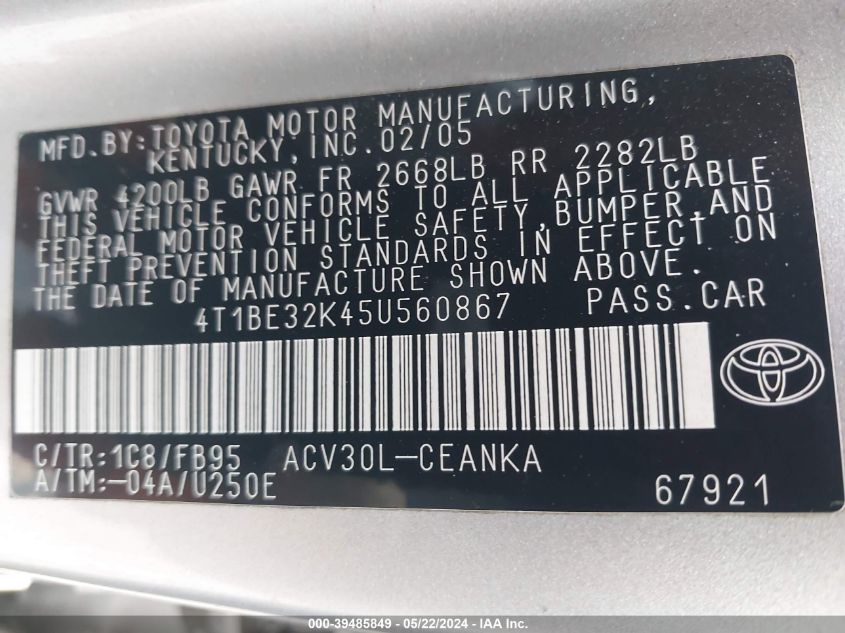 MFD.BY:TOYOTA MOTOR MANUFACTURING,
KENTUCKY,INC.02/05
GVWR 4200LB GAWR FR 2668LB RR 2282LB
THIS VEHICLE CONFORMS TO ALL APPLICABLE
FEDERAL MOTOR VEHICLE SAFETY,BUMPER,AND
THEFT PREVENTION STANDARDS IN EFFECT ON
THE DATE OF MANUFACTURE SHOWN ABOVE.
4T1BE32K45U560867 PASS.CAR
C/TR:1C8/FB95 ACV30L-CEANKA
A/TM:-04A/U250E 67921
000-39485849 - 05/22/2024 - IAA Inc.